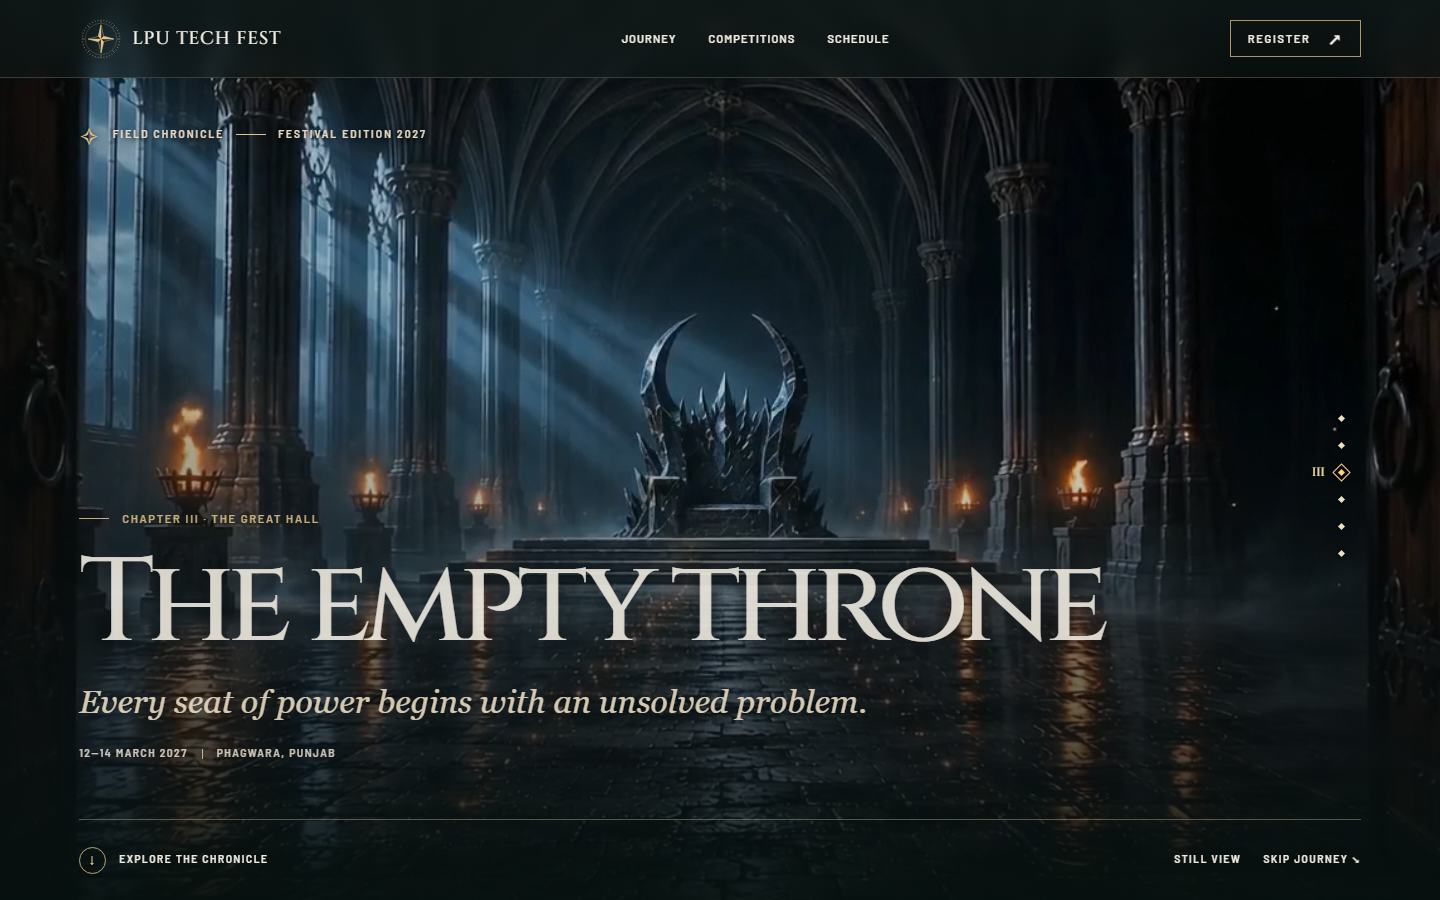 LPU TECH FEST
JOURNEY COMPETITIONS SCHEDULE
REGISTER ↗
FIELD CHRONICLE — FESTIVAL EDITION 2027
III
CHAPTER III · THE GREAT HALL
THE EMPTY THRONE
Every seat of power begins with an unsolved problem.
12–14 MARCH 2027 | PHAGWARA, PUNJAB
↓ EXPLORE THE CHRONICLE
STILL VIEW SKIP JOURNEY ↘